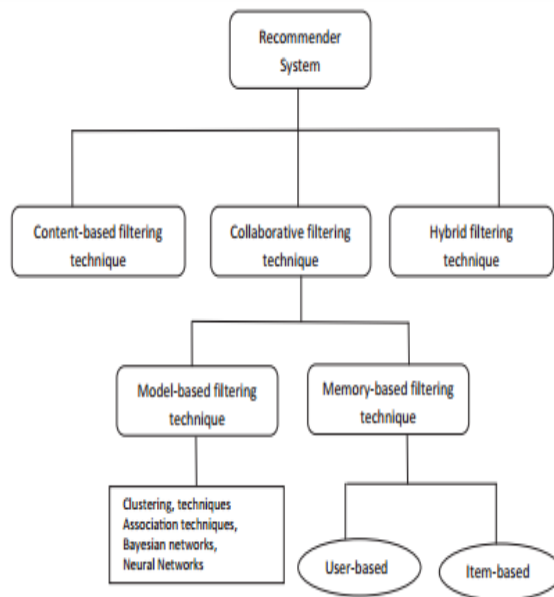 Recommender
System
Content-based filtering
technique
Collaborative filtering
technique
Hybrid filtering
technique
Model-based filtering
technique
Memory-based filtering
technique
Clustering, techniques
Association techniques,
Bayesian networks,
Neural Networks
User-based
Item-based